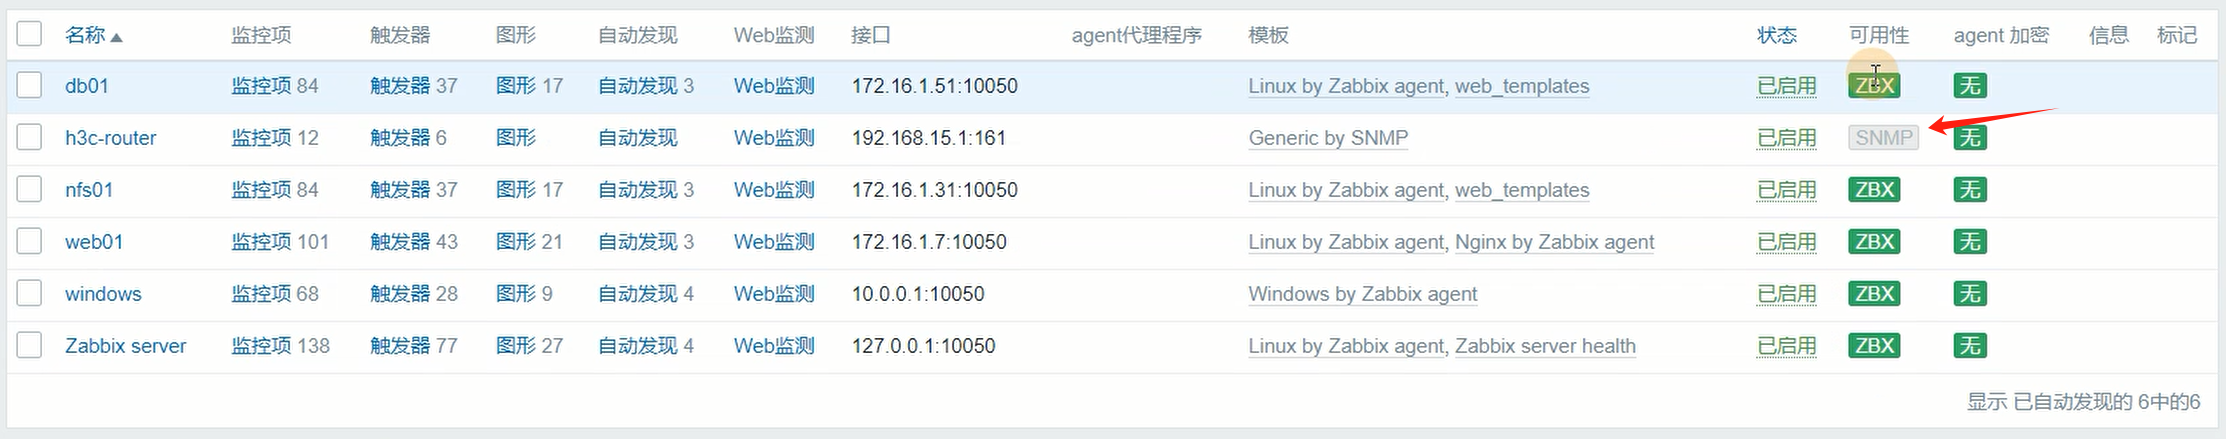 名称 监控项 触发器 图形 自动发现 Web监测 接口 agent代理程序 模板 状态 可用性 agent 加密 信息 标记
db01 监控项 84 触发器 37 图形 17 自动发现 3 Web监测 172.16.1.51:10050 Linux by Zabbix agent, web_templates 已启用 ZBX 无
h3c-router 监控项 12 触发器 6 图形 自动发现 Web监测 192.168.15.1:161 Generic by SNMP 已启用 SNMP 无
nfs01 监控项 84 触发器 37 图形 17 自动发现 3 Web监测 172.16.1.31:10050 Linux by Zabbix agent, web_templates 已启用 ZBX 无
web01 监控项 101 触发器 43 图形 21 自动发现 3 Web监测 172.16.1.7:10050 Linux by Zabbix agent, Nginx by Zabbix agent 已启用 ZBX 无
windows 监控项 68 触发器 28 图形 9 自动发现 4 Web监测 10.0.0.1:10050 Windows by Zabbix agent 已启用 ZBX 无
Zabbix server 监控项 138 触发器 77 图形 27 自动发现 4 Web监测 127.0.0.1:10050 Linux by Zabbix agent, Zabbix server health 已启用 ZBX 无
显示 已自动发现的 6中的6